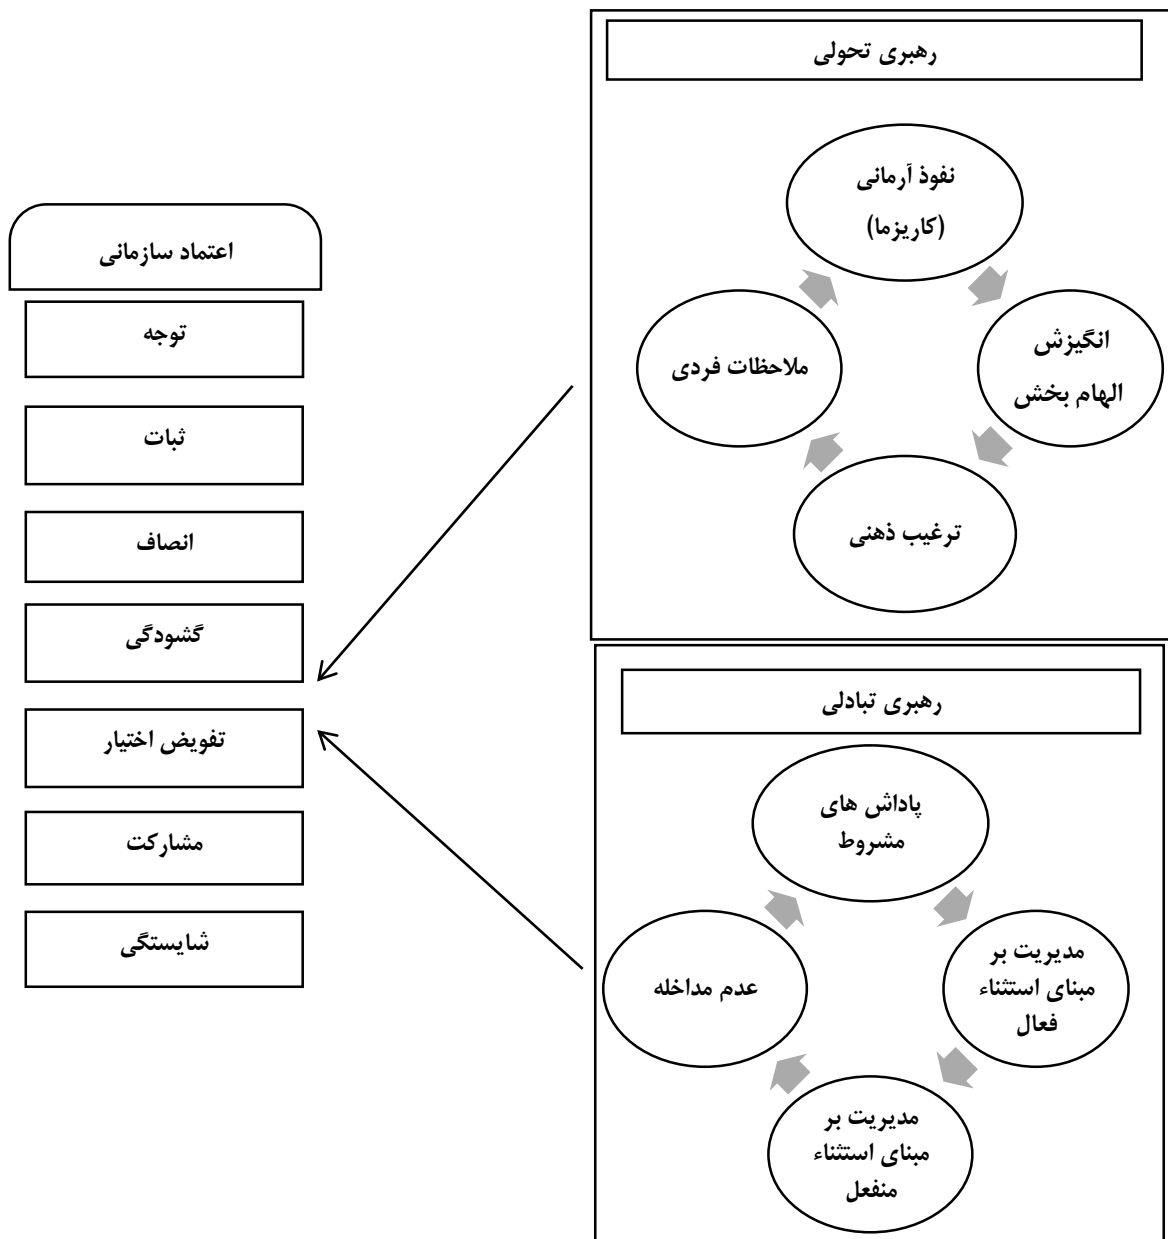 رهبری تحولی
نفوذ آرمانی
(کاریزما)
انگیزش
الهام بخش
ترغیب ذهنی
ملاحظات فردی
رهبری تبادلی
پاداش های
مشروط
مدیریت بر
مبنای استثناء
فعال
مدیریت بر
مبنای استثناء
منفعل
عدم مداخله
اعتماد سازمانی
توجه
ثبات
انصاف
گشودگی
تفویض اختیار
مشارکت
شایستگی